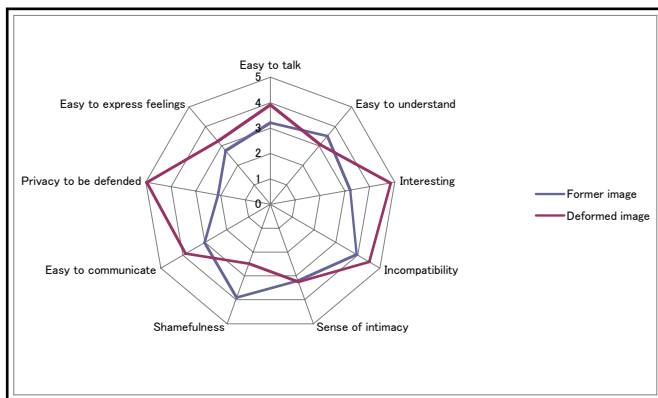 Easy to talk
5
Easy to express feelings
4
Easy to understand
3
2
Privacy to be defended
1
Interesting
0
Former image
Deformed image
Easy to communicate
Incompatibility
Shamefulness
Sense of intimacy